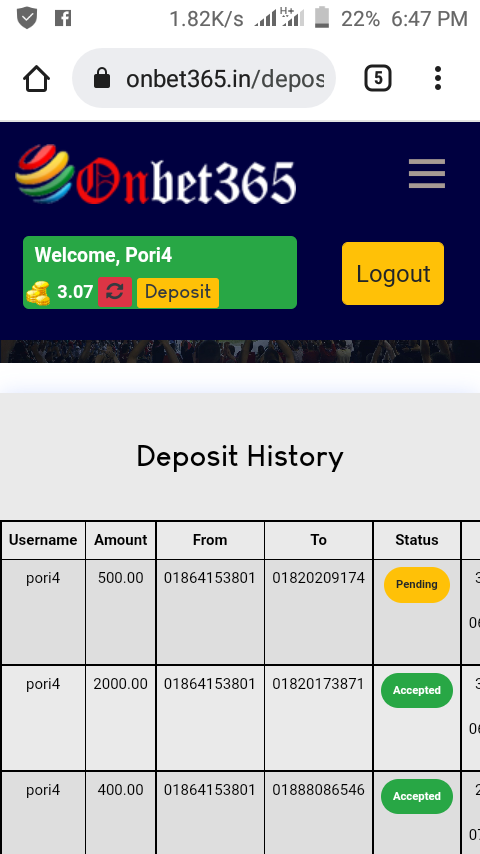 1.82K/s H+ 22% 6:47 PM
onbet365.in/depos 5
Onbet365
Welcome, Pori4
3.07 Deposit
Logout
Deposit History
Username Amount From To Status
pori4 500.00 01864153801 01820209174 Pending 3
06
pori4 2000.00 01864153801 01820173871 Accepted 3
06
pori4 400.00 01864153801 01888086546 Accepted 2
07